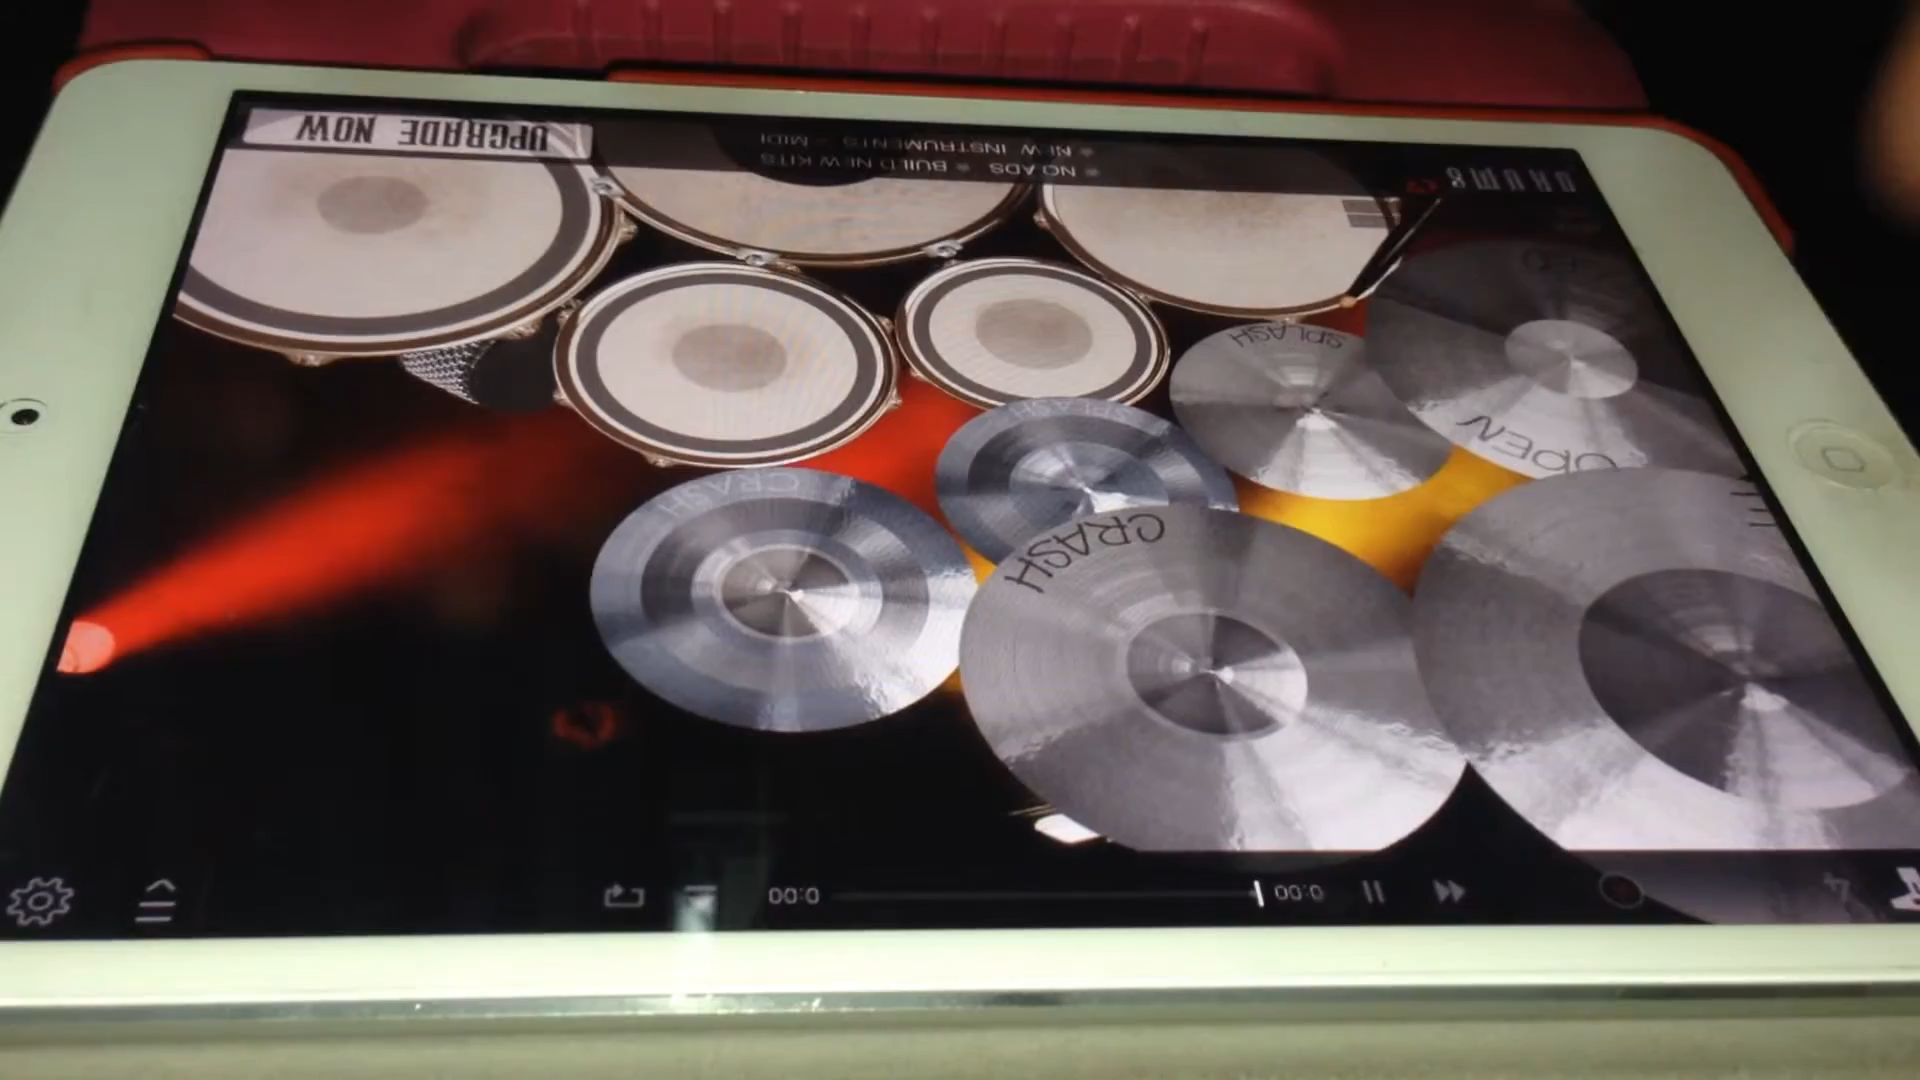 DRUMS
NO ADS BUILD NEW KITS
NEW INSTRUMENTS - MIDI
UPGRADE NOW
SPLASH
OPEN
SPLASH
CRASH
CRASH
0:00
0:00